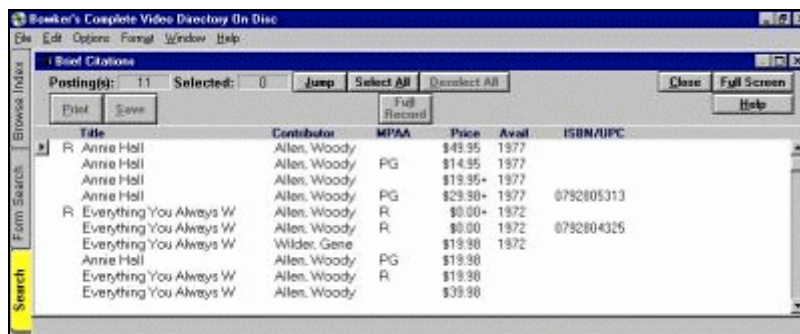 Bowker's Complete Video Directory On Disc
File Edit Options Format Window Help
Brief Citations
Posting(s): 11 Selected: 0 Jump Select All Deselect All Close Full Screen
Print Save Full Record Help
Title Contributor MPAA Price Avail ISBN/UPC
R Annie Hall Allen, Woody $49.95 1977
Annie Hall Allen, Woody PG $14.95 1977
Annie Hall Allen, Woody $19.95+ 1977
Annie Hall Allen, Woody PG $29.98+ 1977 0792805313
R Everything You Always W Allen, Woody R $0.00+ 1972
Everything You Always W Allen, Woody R $0.00 1972 0792804325
Everything You Always W Wilder, Gene $19.98 1972
Annie Hall Allen, Woody PG $19.98
Everything You Always W Allen, Woody R $19.98
Everything You Always W Allen, Woody $39.98
Browse Index
Form Search
Search